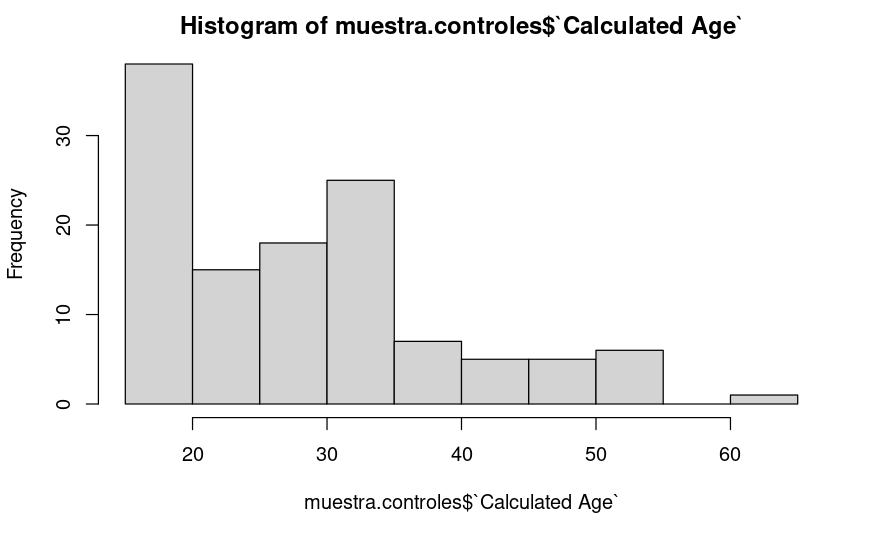 Histogram of muestra.controles$`Calculated Age`
Frequency
30
20
10
0
20 30 40 50 60
muestra.controles$`Calculated Age`